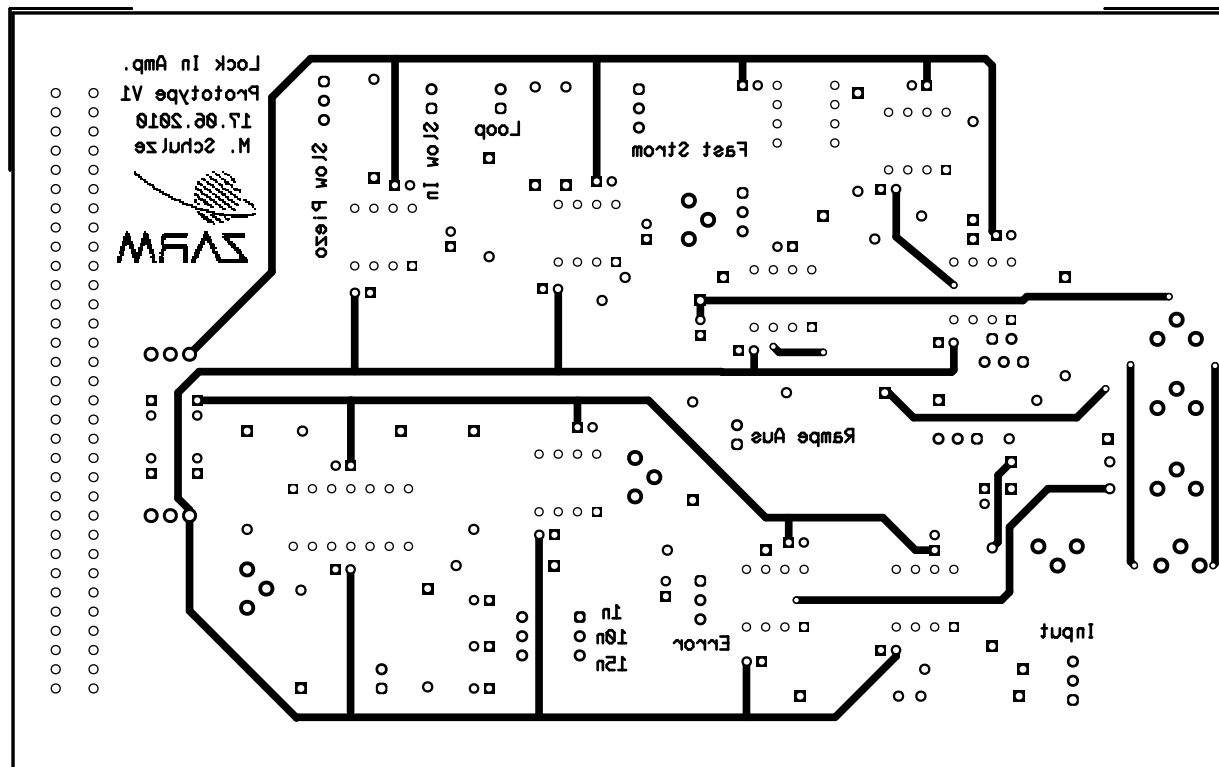 Lock In Amp.
Prototype V1
17.06.2010
M. Schulze
ZARM
Slow Piezo
Slow In
Loop
Fast Strom
Rampe Aus
1n
10n
15n
Error
Input